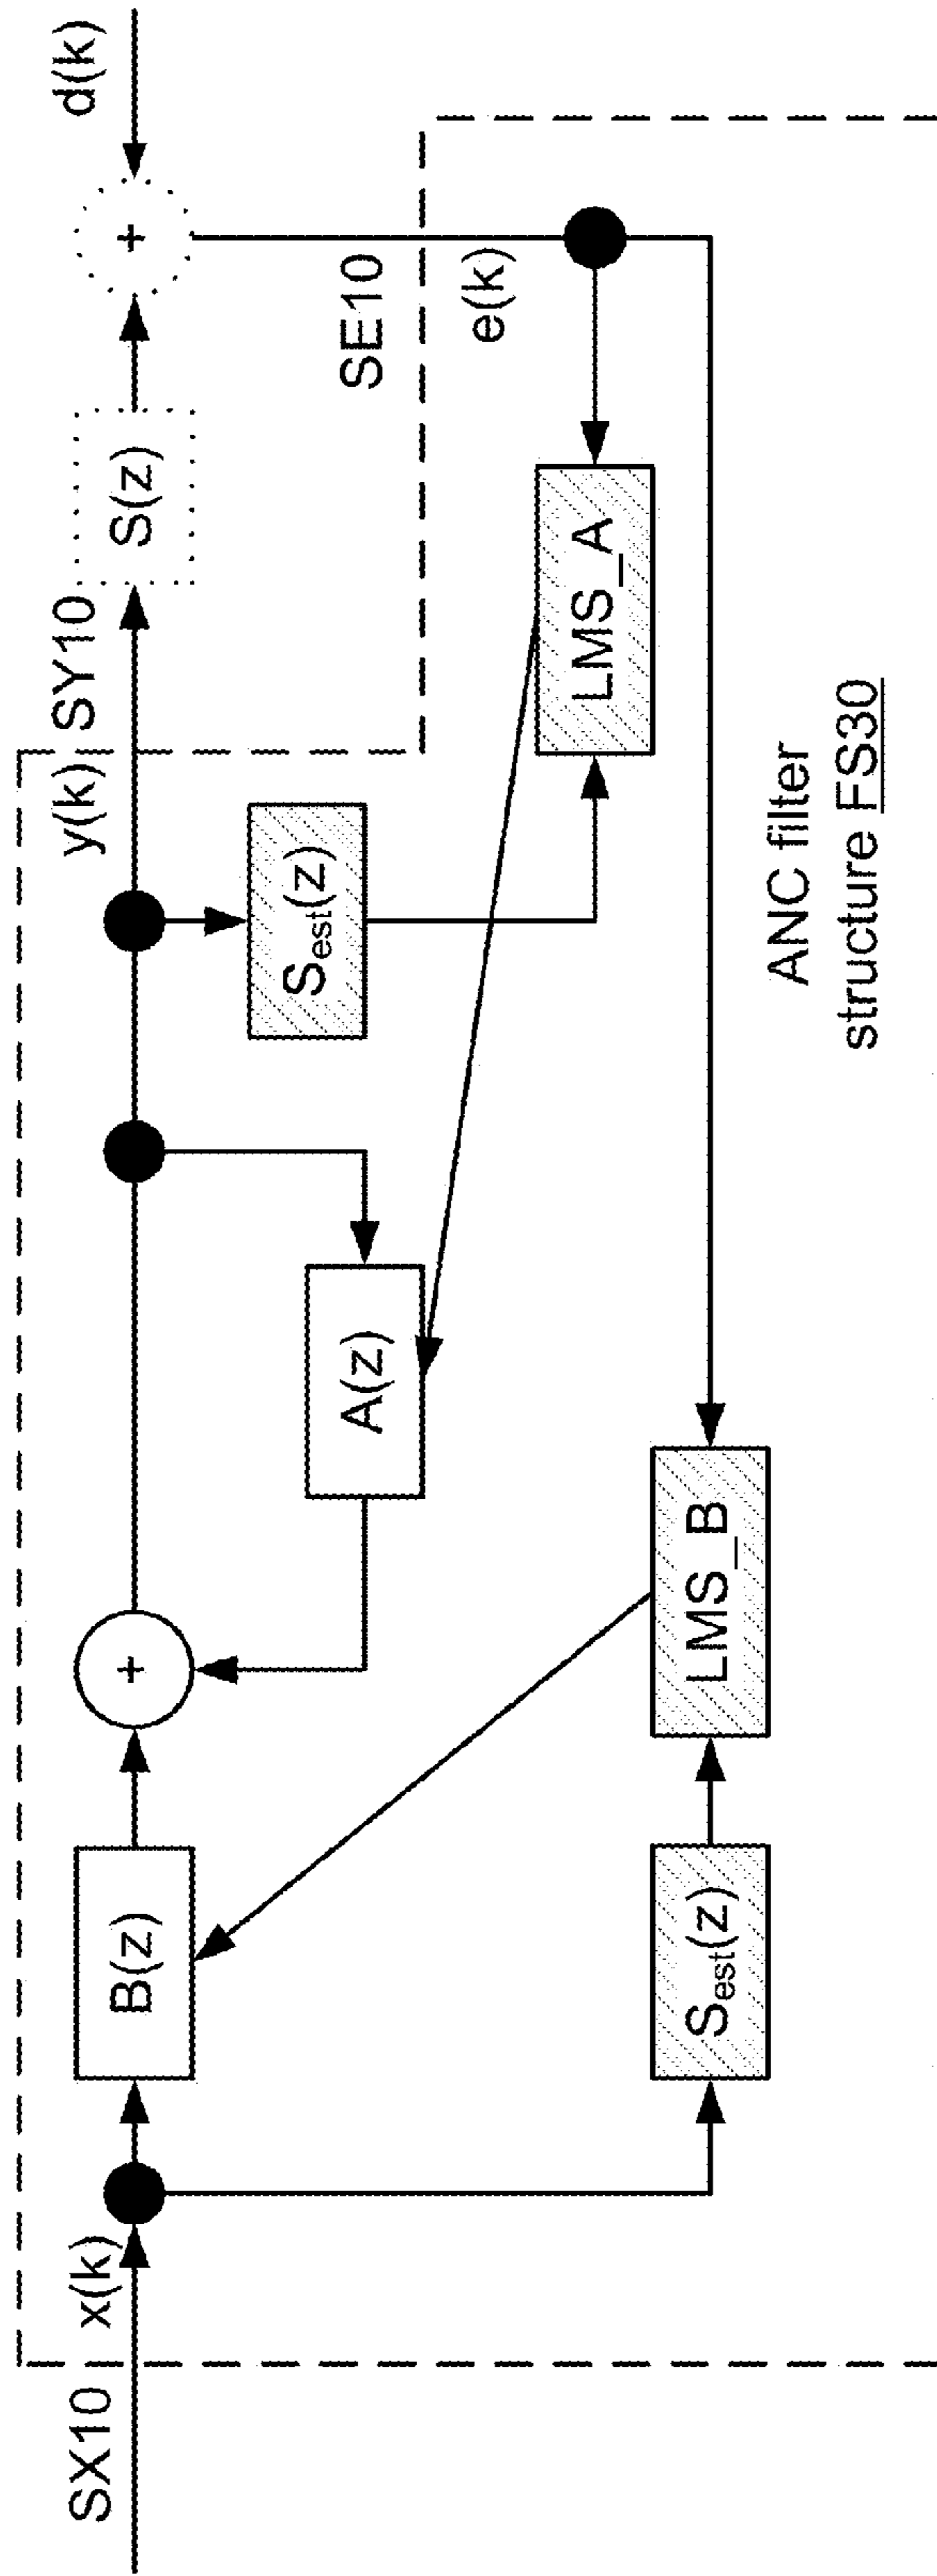 SX10
x(k)
B(z)
+
y(k)
SY10
S(z)
+
d(k)
A(z)
Sest(z)
SE10
e(k)
LMS_A
Sest(z)
LMS_B
ANC filter
structure FS30